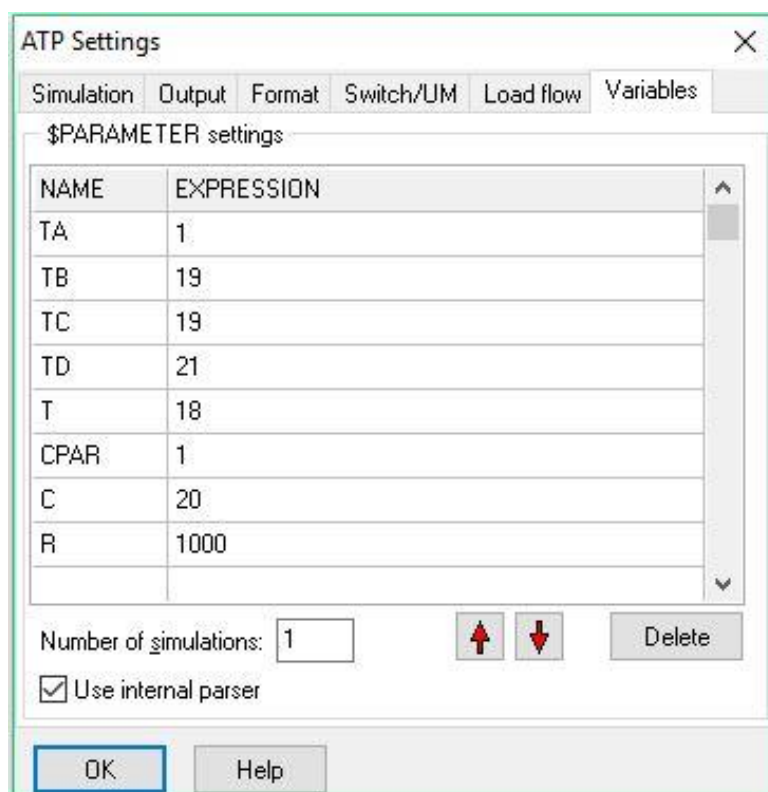 ATP Settings
Simulation Output Format Switch/UM Load flow Variables
$PARAMETER settings
NAME EXPRESSION
TA 1
TB 19
TC 19
TD 21
T 18
CPAR 1
C 20
R 1000
Number of simulations: 1 Delete
Use internal parser
OK Help